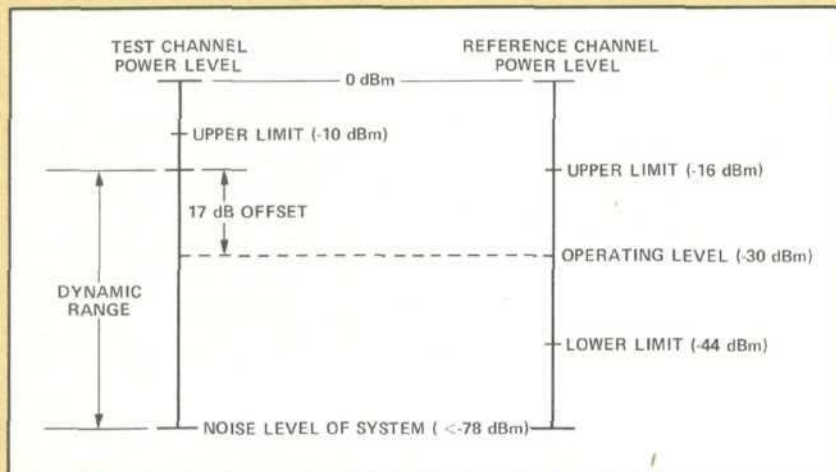 TEST CHANNEL
POWER LEVEL
REFERENCE CHANNEL
POWER LEVEL
0 dBm
UPPER LIMIT (-10 dBm)
UPPER LIMIT (-16 dBm)
17 dB OFFSET
OPERATING LEVEL (-30 dBm)
DYNAMIC
RANGE
LOWER LIMIT (-44 dBm)
NOISE LEVEL OF SYSTEM ( <-78 dBm)